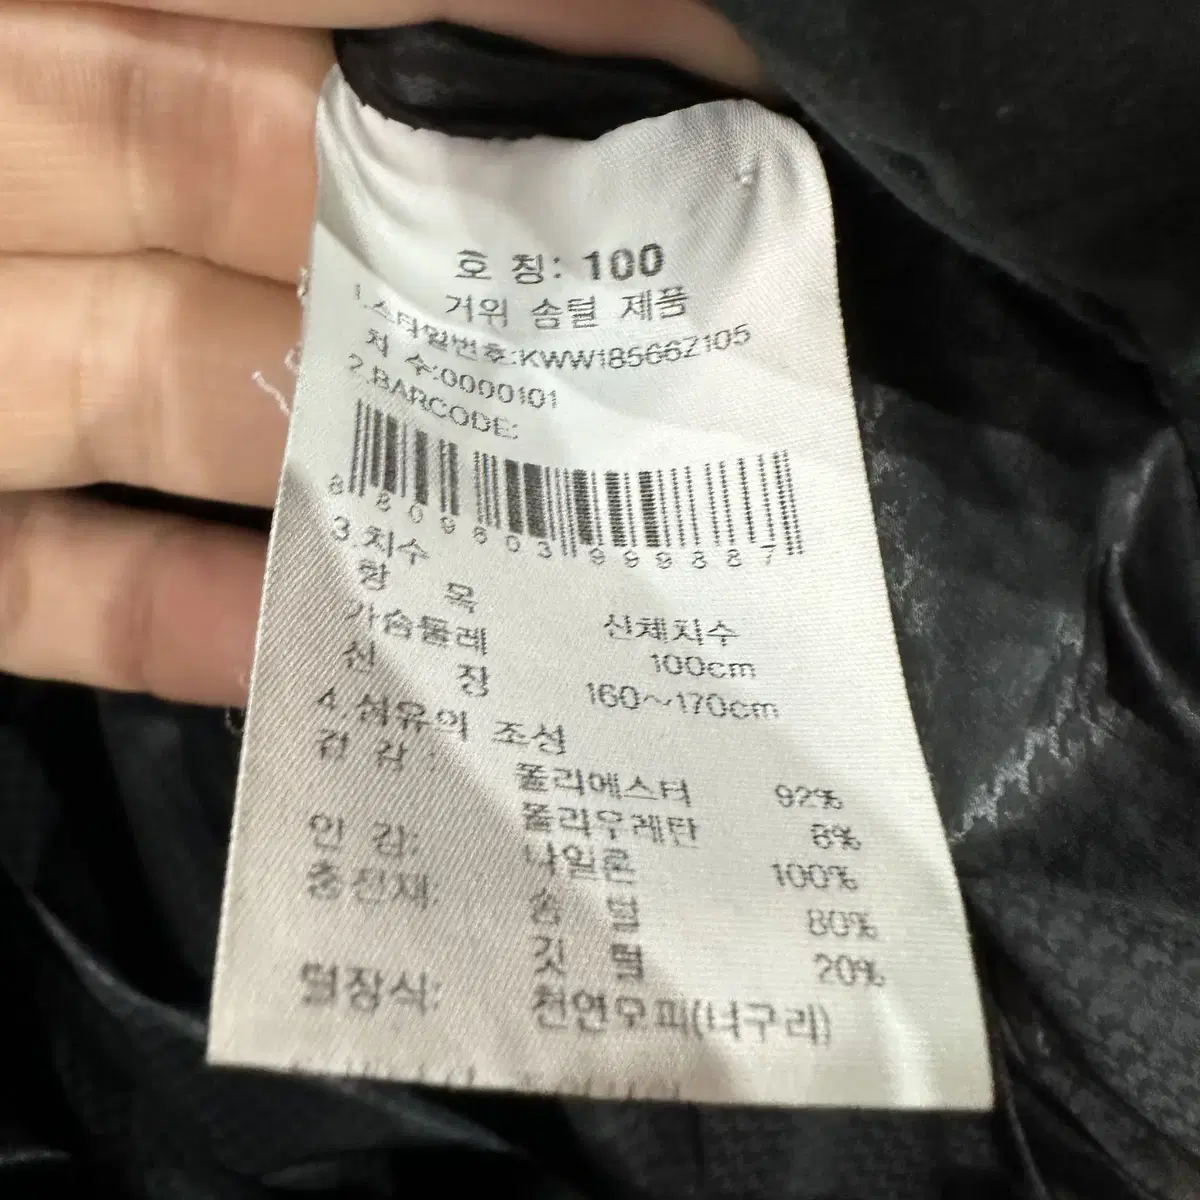 호 칭: 100
거위 솜털 제품
1.스타일번호:KWW18566Z105
치 수:0000101
2.BARCODE:
8 809603 999887
3.치수
항 목 신체치수
가슴둘레 100cm
신 장 160~170cm
4.섬유의 조성
겉 감: 폴리에스터 92%
폴리우레탄 8%
안 감: 나일론 100%
충전재: 솜 털 80%
깃 털 20%
털장식: 천연모피(너구리)